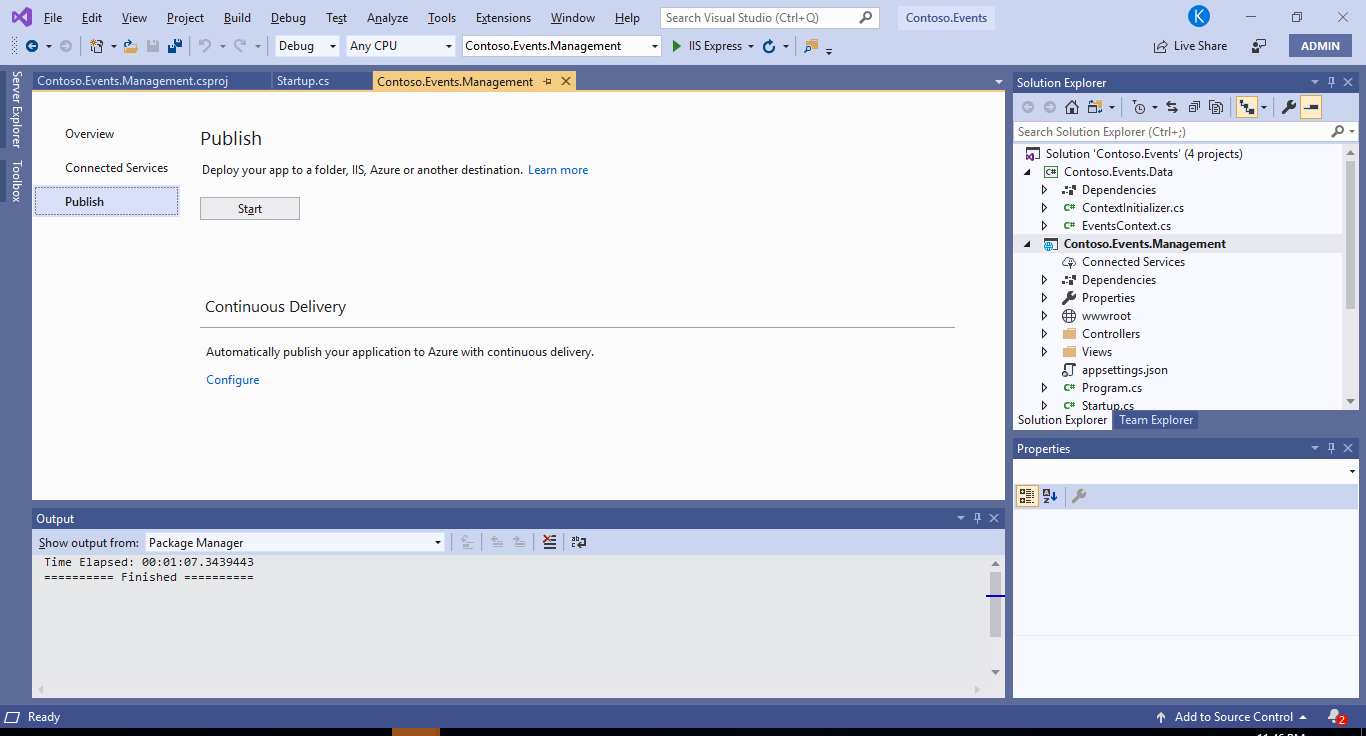 File Edit View Project Build Debug Test Analyze Tools Extensions Window Help Search Visual Studio (Ctrl+Q) Contoso.Events K
Debug Any CPU Contoso.Events.Management IIS Express Live Share ADMIN
Server Explorer
Toolbox
Contoso.Events.Management.csproj Startup.cs Contoso.Events.Management
Overview
Connected Services
Publish
Publish
Deploy your app to a folder, IIS, Azure or another destination. Learn more
Start
Continuous Delivery
Automatically publish your application to Azure with continuous delivery.
Configure
Output
Show output from: Package Manager
Time Elapsed: 00:01:07.3439443
========== Finished ==========
Solution Explorer
Search Solution Explorer (Ctrl+;)
Solution 'Contoso.Events' (4 projects)
C# Contoso.Events.Data
Dependencies
C# ContextInitializer.cs
C# EventsContext.cs
Contoso.Events.Management
Connected Services
Dependencies
Properties
wwwroot
Controllers
Views
appsettings.json
C# Program.cs
C# Startup.cs
Solution Explorer Team Explorer
Properties
Ready Add to Source Control 2